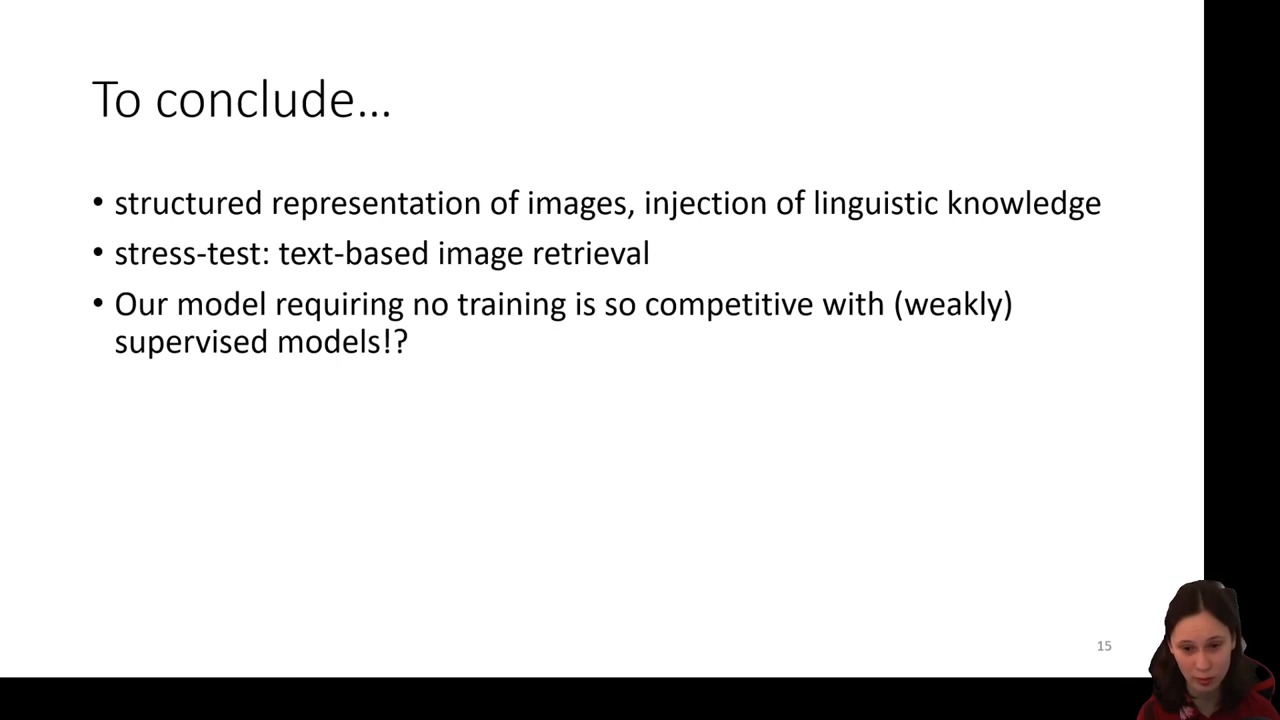 To conclude...
• structured representation of images, injection of linguistic knowledge
• stress-test: text-based image retrieval
• Our model requiring no training is so competitive with (weakly)
supervised models!?
15